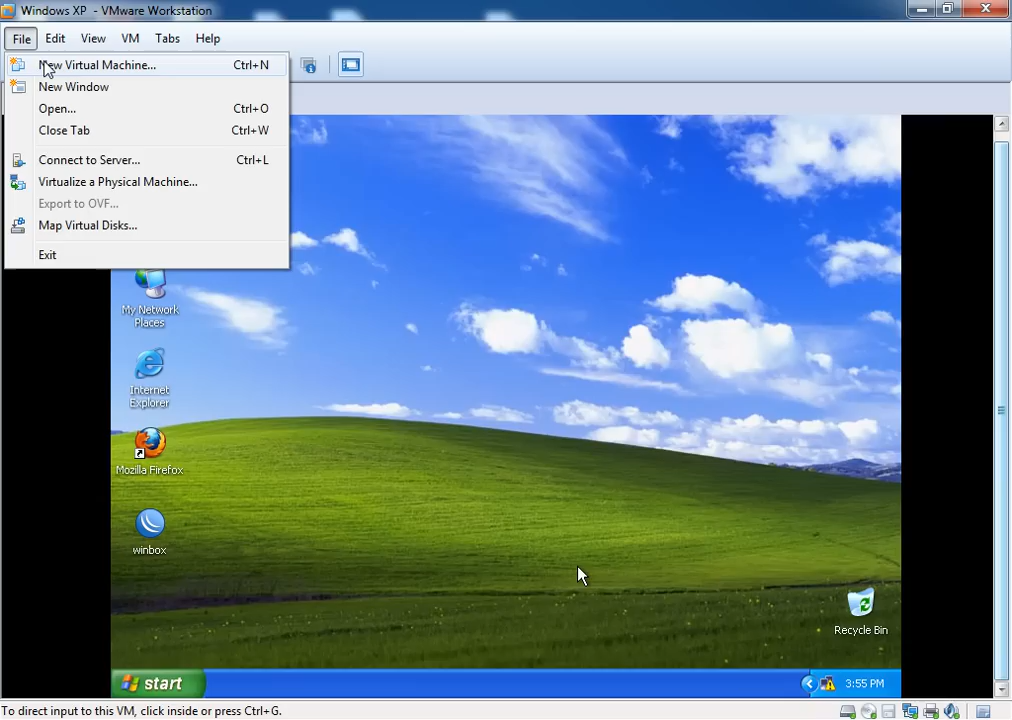 Windows XP - VMware Workstation
File Edit View VM Tabs Help
New Virtual Machine... Ctrl+N
New Window
Open... Ctrl+O
Close Tab Ctrl+W
Connect to Server... Ctrl+L
Virtualize a Physical Machine...
Export to OVF...
Map Virtual Disks...
Exit
My Network
Places
Internet
Explorer
Mozilla Firefox
winbox
Recycle Bin
start 3:55 PM
To direct input to this VM, click inside or press Ctrl+G.